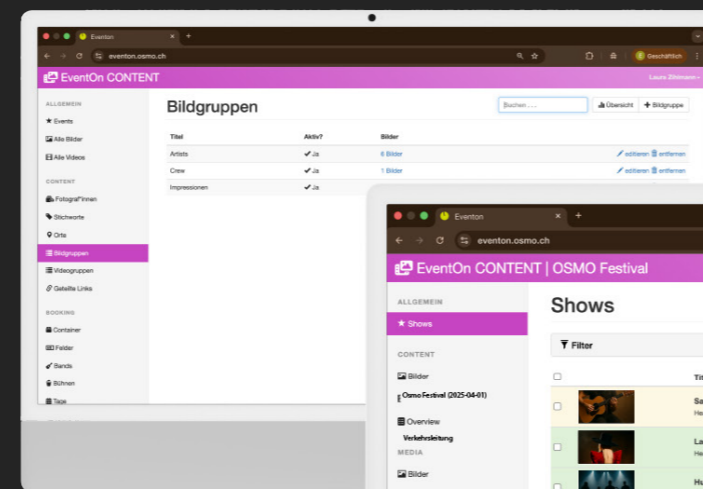 Eventon
eventon.osmo.ch
Geschäftlich
EventOn CONTENT
Laura Zihlmann
ALLGEMEIN
Events
Alle Bilder
Alle Videos
CONTENT
Fotograf*innen
Stichworte
Orte
Bildgruppen
Videogruppen
Geteilte Links
BOOKING
Container
Felder
Bands
Bühnen
Tage
Bildgruppen
Suchen . . .
Übersicht
Bildgruppe
Titel Aktiv? Bilder
Artists Ja 6 Bilder editieren entfernen
Crew Ja 1 Bilder editieren entfernen
Impressionen Ja
Eventon
eventon.osmo.ch
EventOn CONTENT | OSMO Festival
ALLGEMEIN
Shows
CONTENT
Bilder
Osmo Festival (2025-04-01)
Overview
Verkehrsleitung
MEDIA
Bilder
Shows
Filter